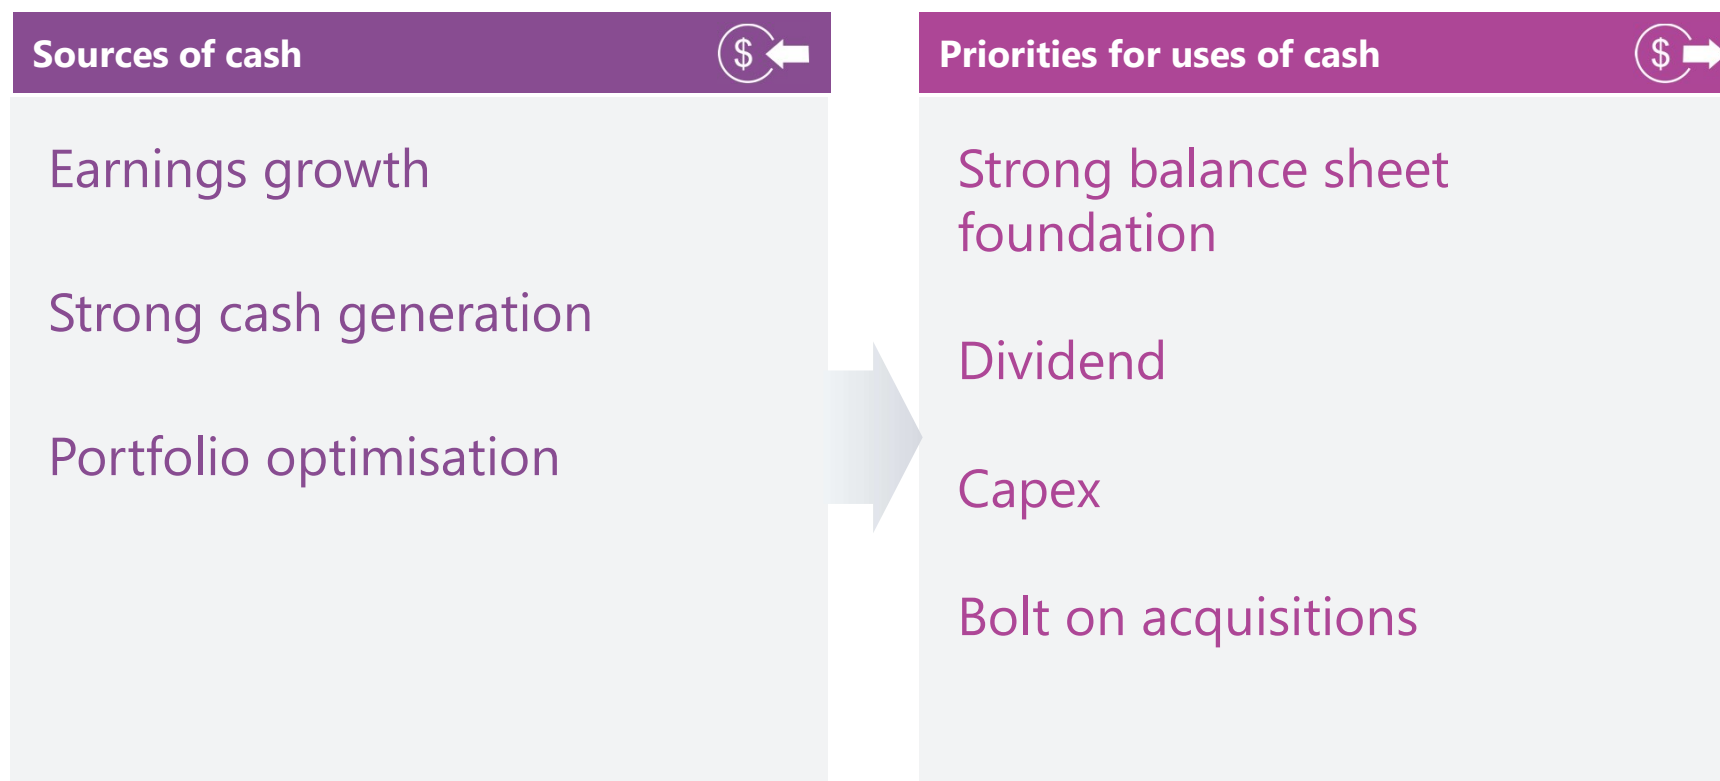 Sources of cash
$
Earnings growth
Strong cash generation
Portfolio optimisation
Priorities for uses of cash
$
Strong balance sheet
foundation
Dividend
Capex
Bolt on acquisitions